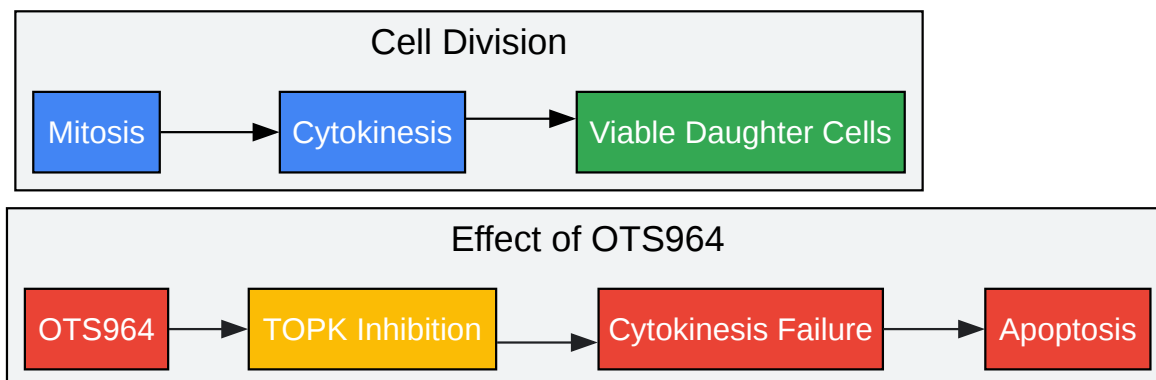 Cell Division
Mitosis
Cytokinesis
Viable Daughter Cells
Effect of OTS964
OTS964
TOPK Inhibition
Cytokinesis Failure
Apoptosis